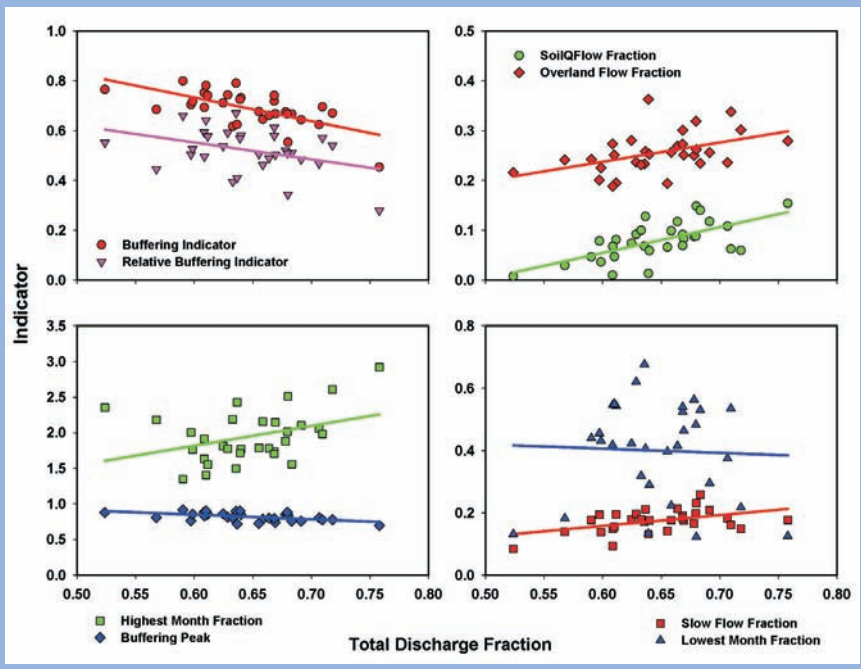 1.0
0.8
0.6
0.4
0.2
0.0
Buffering Indicator
Relative Buffering Indicator
0.5
0.4
0.3
0.2
0.1
0.0
SoilQFlow Fraction
Overland Flow Fraction
Indicator
3.5
3.0
2.5
2.0
1.5
1.0
0.5
0.0
0.50 0.55 0.60 0.65 0.70 0.75 0.80
Highest Month Fraction
Buffering Peak
0.8
0.6
0.4
0.2
0.0
0.50 0.55 0.60 0.65 0.70 0.75 0.80
Slow Flow Fraction
Lowest Month Fraction
Total Discharge Fraction